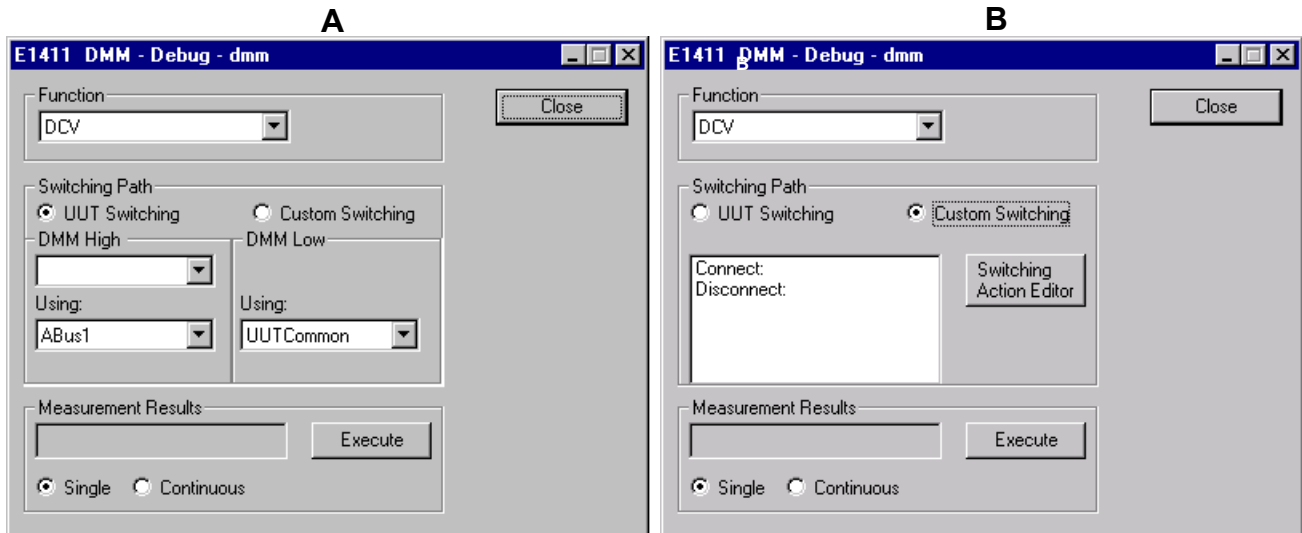 A
E1411 DMM - Debug - dmm
Function
DCV
Close
Switching Path
UUT Switching
Custom Switching
DMM High
DMM Low
Using:
Using:
ABus1
UUTCommon
Measurement Results
Execute
Single
Continuous
B
E1411 DMM - Debug - dmm
B
Function
DCV
Close
Switching Path
UUT Switching
Custom Switching
Connect:
Disconnect:
Switching
Action Editor
Measurement Results
Execute
Single
Continuous